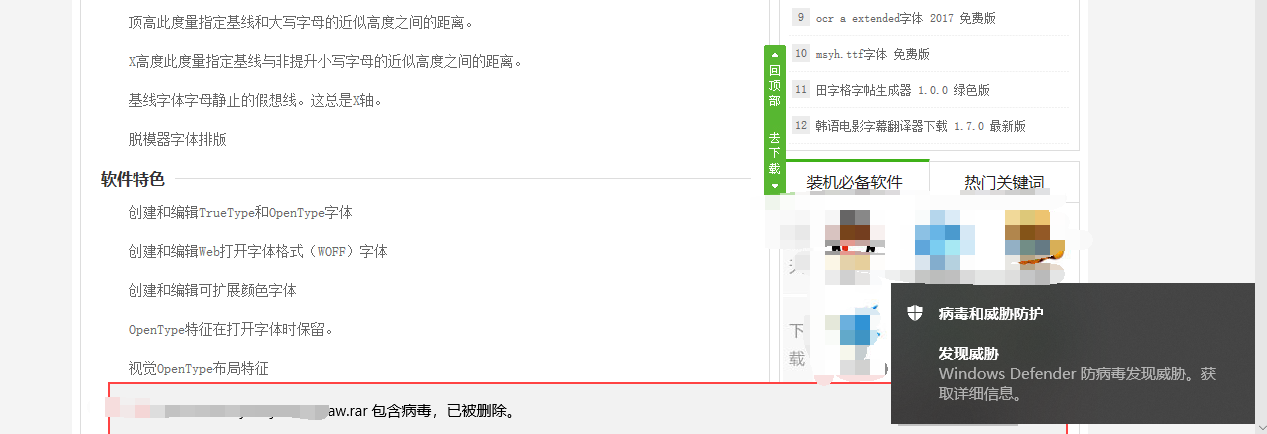 顶高此度量指定基线和大写字母的近似高度之间的距离。
X高度此度量指定基线与非提升小写字母的近似高度之间的距离。
基线字体字母静止的假想线。这总是X轴。
脱模器字体排版
软件特色
创建和编辑TrueType和OpenType字体
创建和编辑Web打开字体格式（WOFF）字体
创建和编辑可扩展颜色字体
OpenType特征在打开字体时保留。
视觉OpenType布局特征
aw.rar 包含病毒，已被删除。
回顶部
去下载
9 ocr a extended字体 2017 免费版
10 msyh.ttf字体 免费版
11 田字格字帖生成器 1.0.0 绿色版
12 韩语电影字幕翻译器下载 1.7.0 最新版
装机必备软件 热门关键词
下
载
病毒和威胁防护
发现威胁
Windows Defender 防病毒发现威胁。获
取详细信息。